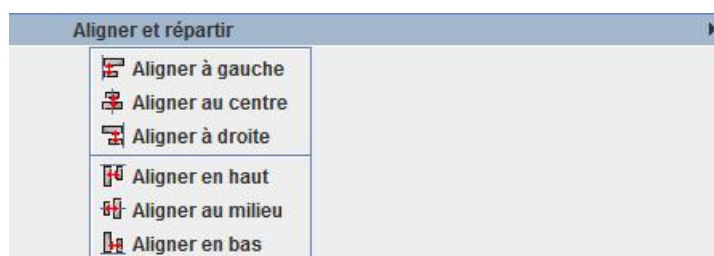 Aligner et répartir
Aligner à gauche
Aligner au centre
Aligner à droite
Aligner en haut
Aligner au milieu
Aligner en bas